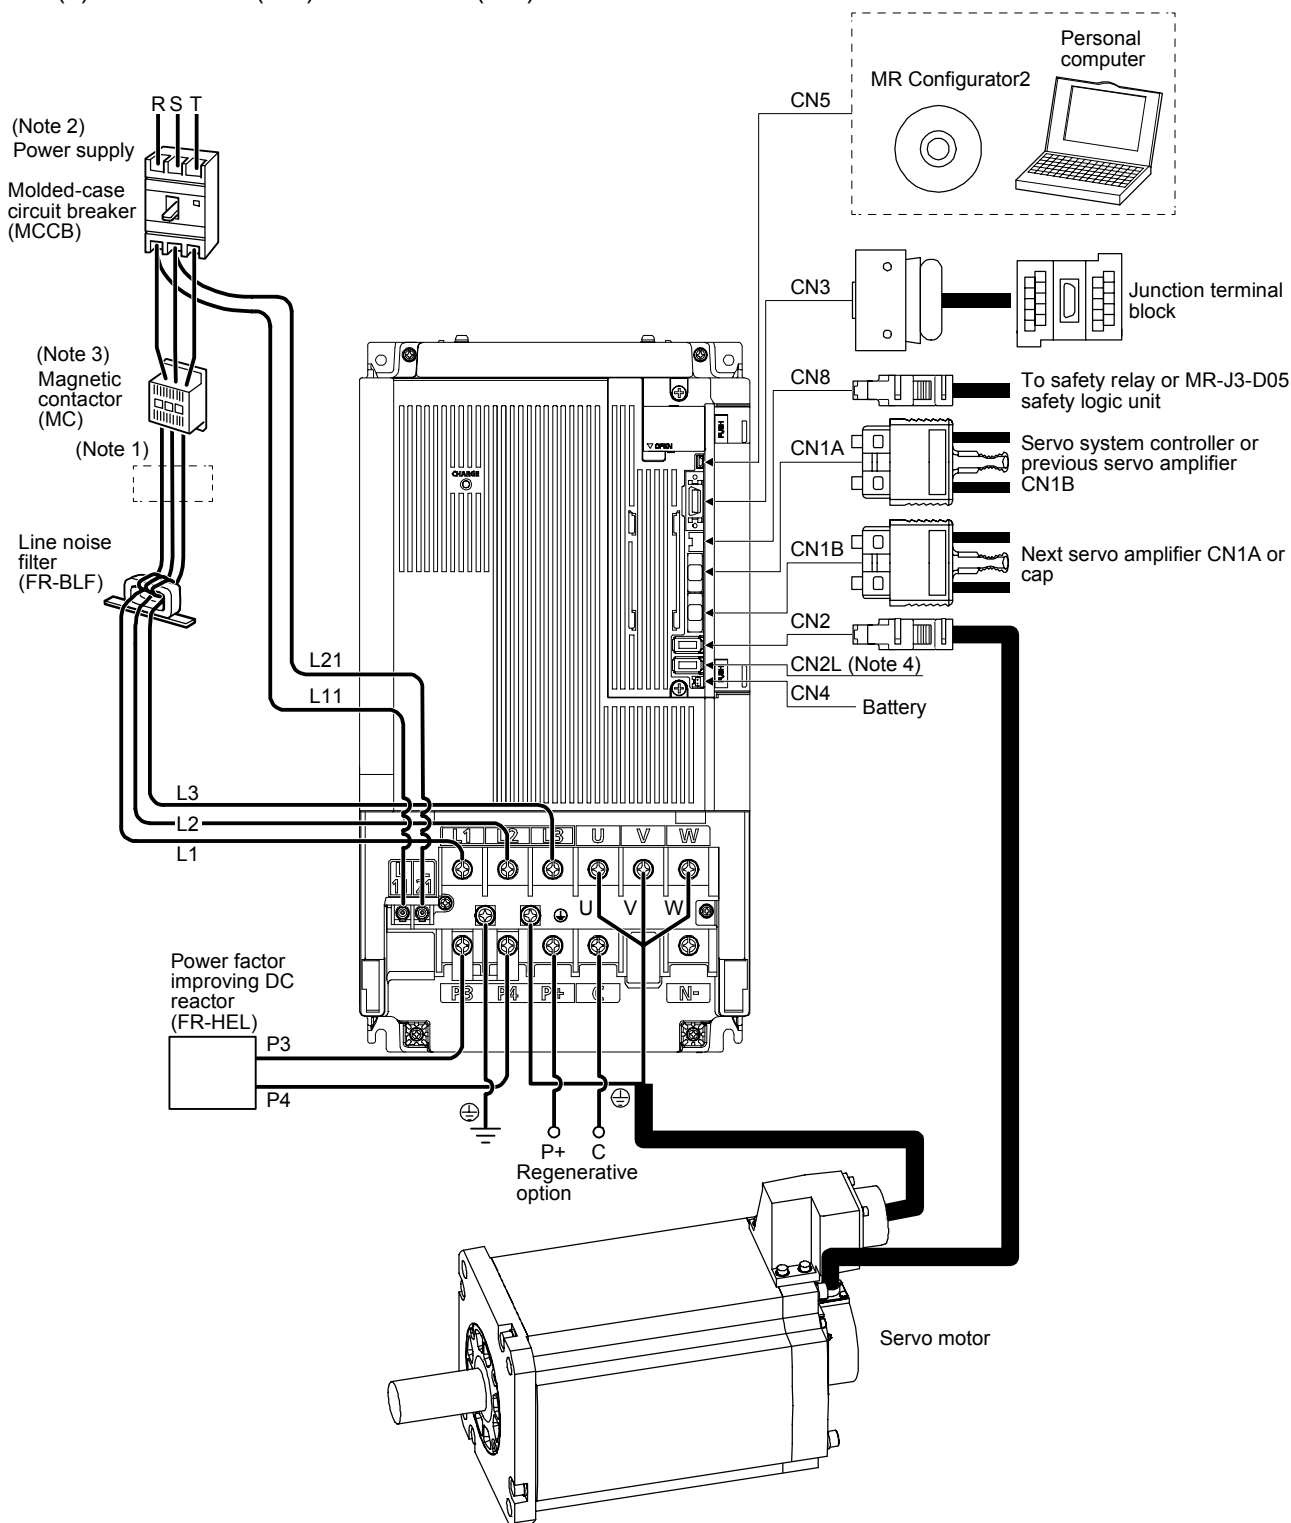 Personal
computer
MR Configurator2
CN5
R S T
(Note 2)
Power supply
Molded-case
circuit breaker
(MCCB)
CN3
Junction terminal
block
(Note 3)
Magnetic
contactor
(MC)
CN8
To safety relay or MR-J3-D05
safety logic unit
(Note 1)
CN1A
Servo system controller or
previous servo amplifier
CN1B
OPEN
PUSH
CHARGE
Line noise
filter
(FR-BLF)
CN1B
Next servo amplifier CN1A or
cap
CN2
L21
CN2L (Note 4)
PUSH
L11
CN4
Battery
L3
L2
L1
L1 L2 L3 U V W
U V W
P3 P4 P+ C N-
Power factor
improving DC
reactor
(FR-HEL)
P3
P4
P+ C
Regenerative
option
Servo motor